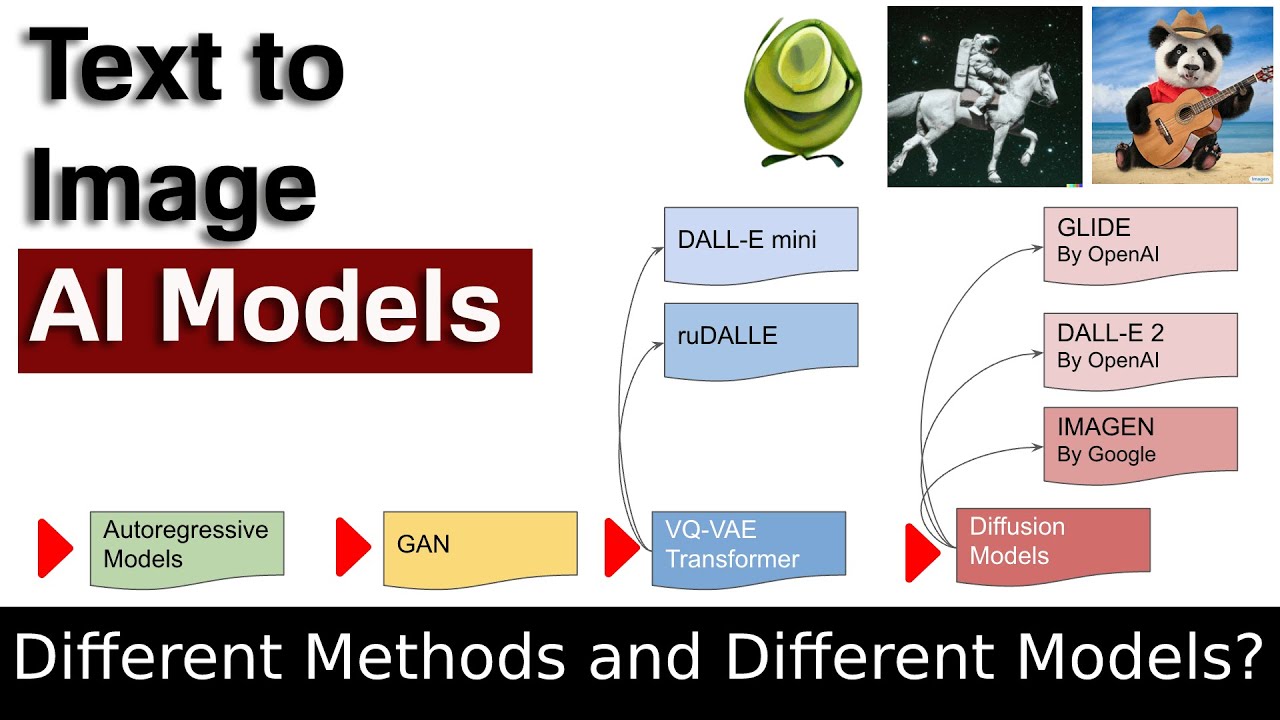 Text to
Image
AI Models
Imagen
DALL-E mini
ruDALLE
GLIDE
By OpenAI
DALL-E 2
By OpenAI
IMAGEN
By Google
Autoregressive
Models
GAN
VQ-VAE
Transformer
Diffusion
Models
Different Methods and Different Models?